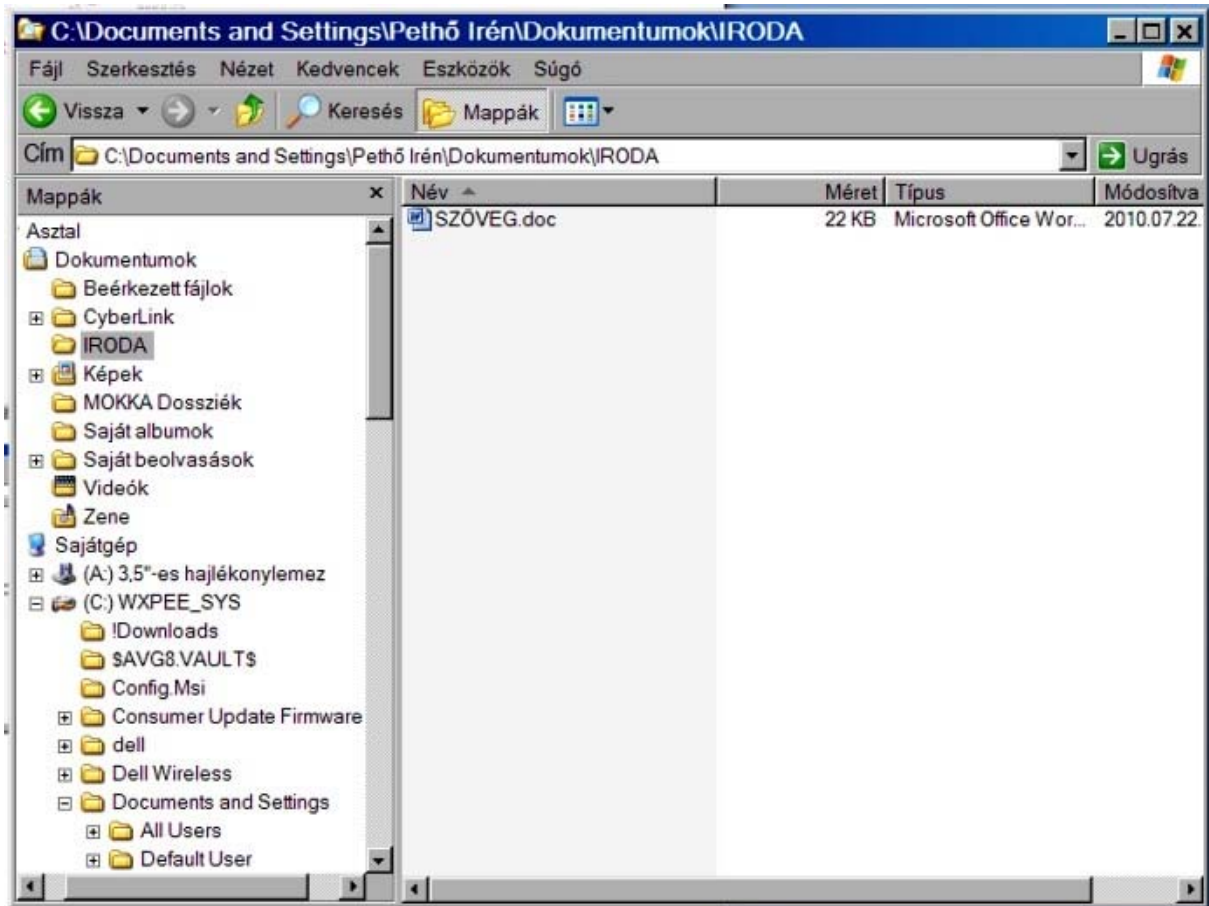 C:\Documents and Settings\Pethő Irén\Dokumentumok\IRODA
Fájl Szerkesztés Nézet Kedvencek Eszközök Súgó
Vissza Keresés Mappák
Cím C:\Documents and Settings\Pethő Irén\Dokumentumok\IRODA Ugrás
Mappák x Név Méret Típus Módosítva
SZÖVEG.doc 22 KB Microsoft Office Wor... 2010.07.22.
Asztal
Dokumentumok
Beérkezett fájlok
CyberLink
IRODA
Képek
MOKKA Dossziék
Saját albumok
Saját beolvasások
Videók
Zene
Sajátgép
(A:) 3,5"-es hajlékonylemez
(C:) WXPEE_SYS
!Downloads
$AVG8.VAULT$
Config.Msi
Consumer Update Firmware
dell
Dell Wireless
Documents and Settings
All Users
Default User